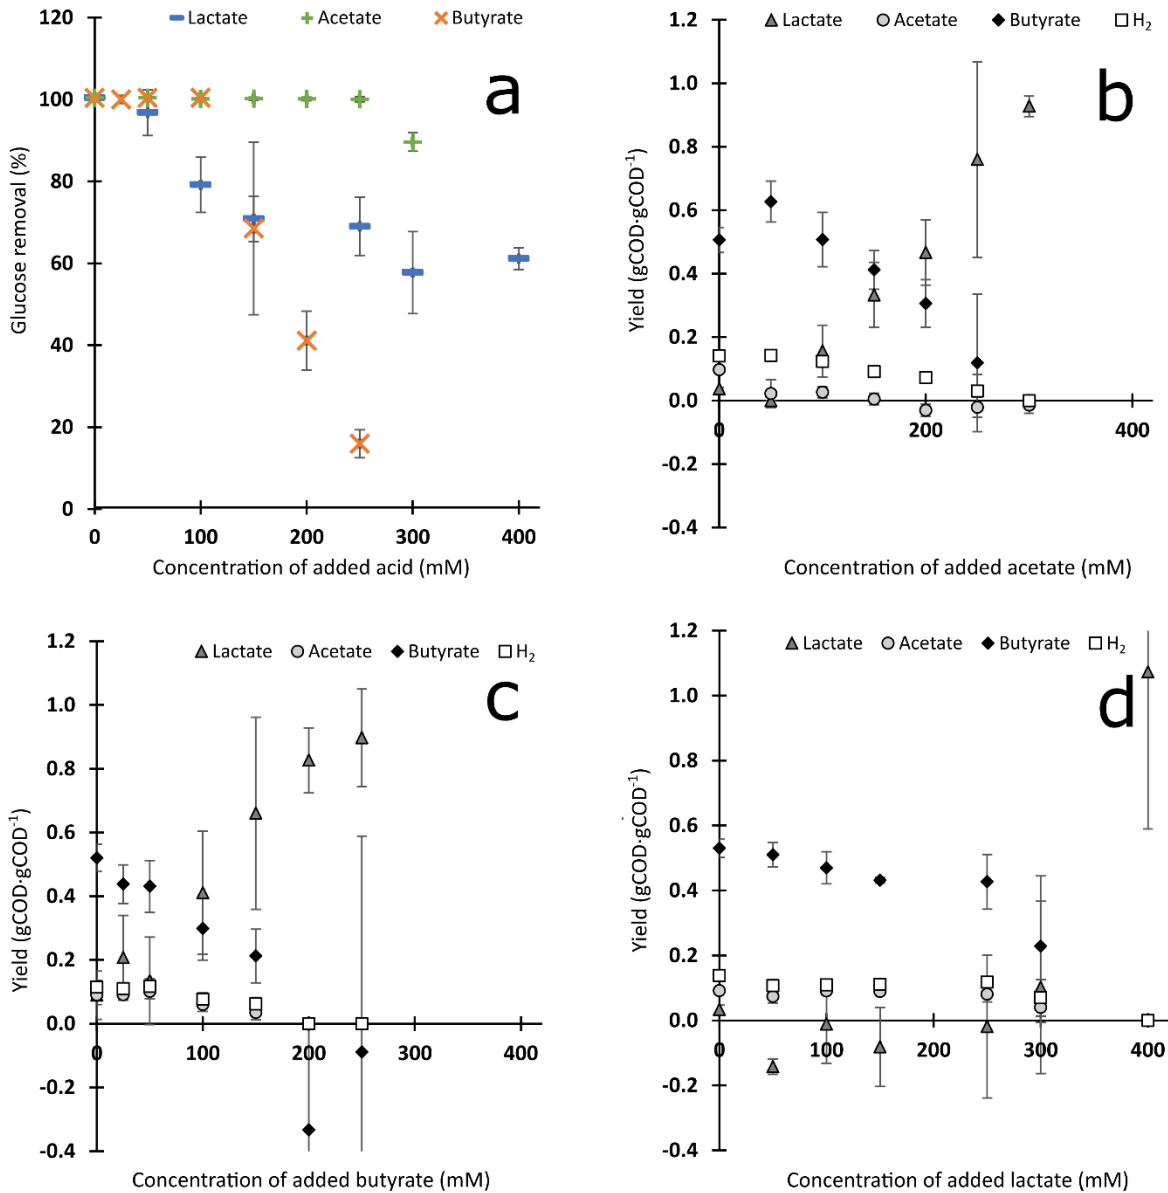 Lactate Acetate Butyrate
a
120
100
80
60
40
20
0
Glucose removal (%)
0 100 200 300 400
Concentration of added acid (mM)
Lactate Acetate Butyrate H₂
b
1.2
1.0
0.8
0.6
0.4
0.2
0.0
-0.2
-0.4
Yield (gCOD·gCOD⁻¹)
0 200 400
Concentration of added acetate (mM)
Lactate Acetate Butyrate H₂
c
1.2
1.0
0.8
0.6
0.4
0.2
0.0
-0.2
-0.4
Yield (gCOD·gCOD⁻¹)
0 100 200 300 400
Concentration of added butyrate (mM)
Lactate Acetate Butyrate H₂
d
1.2
1.0
0.8
0.6
0.4
0.2
0.0
-0.2
-0.4
Yield (gCOD·gCOD⁻¹)
0 100 200 300 400
Concentration of added lactate (mM)